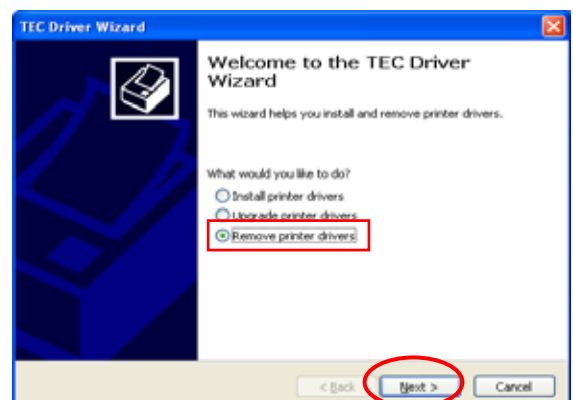 TEC Driver Wizard
Welcome to the TEC Driver
Wizard
This wizard helps you install and remove printer drivers.
What would you like to do?
Install printer drivers
Upgrade printer drivers
Remove printer drivers
< Back
Next >
Cancel